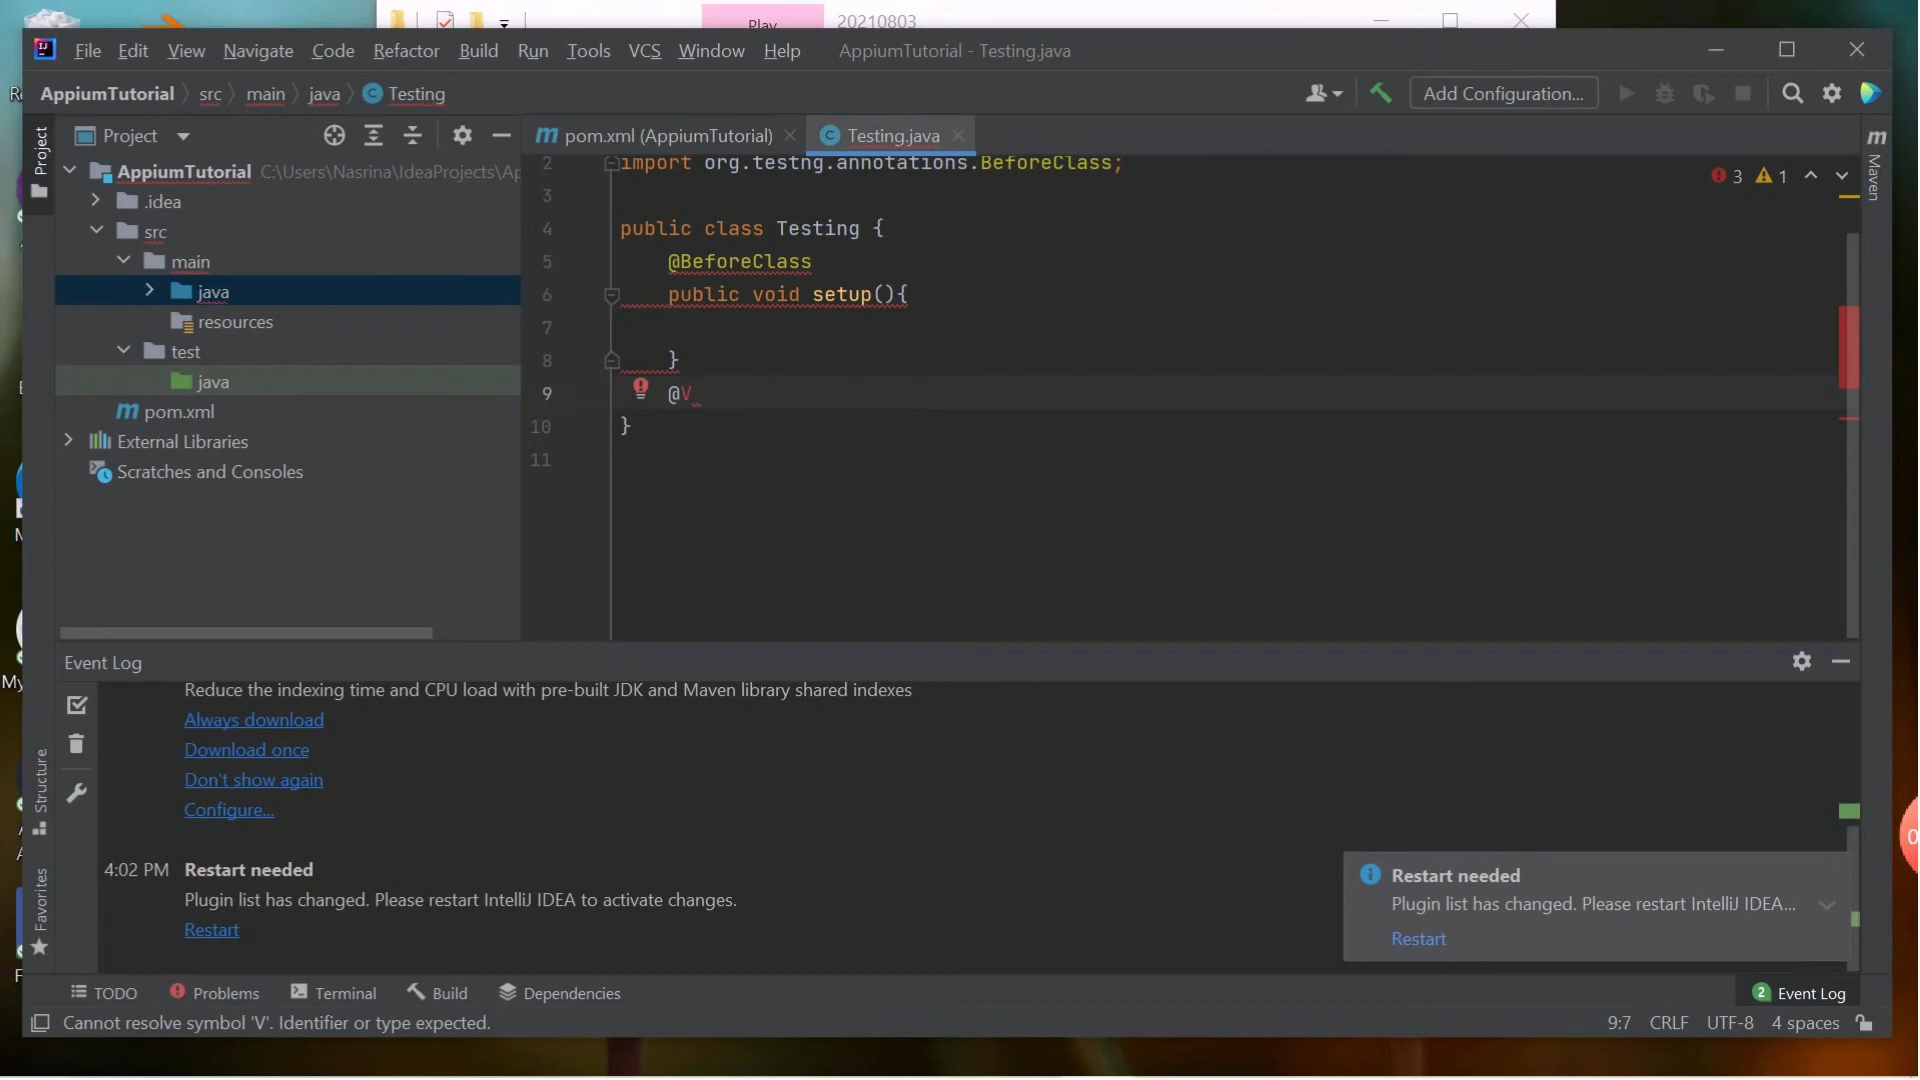 Play
20210803
File Edit View Navigate Code Refactor Build Run Tools VCS Window Help AppiumTutorial - Testing.java
AppiumTutorial src main java Testing
Add Configuration...
Project
pom.xml (AppiumTutorial)
Testing.java
AppiumTutorial C:\Users\Nasrina\IdeaProjects\Ap
.idea
src
main
java
resources
test
java
pom.xml
External Libraries
Scratches and Consoles
Project
Structure
Favorites
Maven
3 1
2 import org.testng.annotations.BeforeClass;
3
4 public class Testing {
5 @BeforeClass
6 public void setup(){
7
8 }
9 @V
10 }
11
Event Log
Reduce the indexing time and CPU load with pre-built JDK and Maven library shared indexes
Always download
Download once
Don't show again
Configure...
4:02 PM Restart needed
Plugin list has changed. Please restart IntelliJ IDEA to activate changes.
Restart
Restart needed
Plugin list has changed. Please restart IntelliJ IDEA...
Restart
TODO Problems Terminal Build Dependencies
2 Event Log
Cannot resolve symbol 'V'. Identifier or type expected.
9:7 CRLF UTF-8 4 spaces